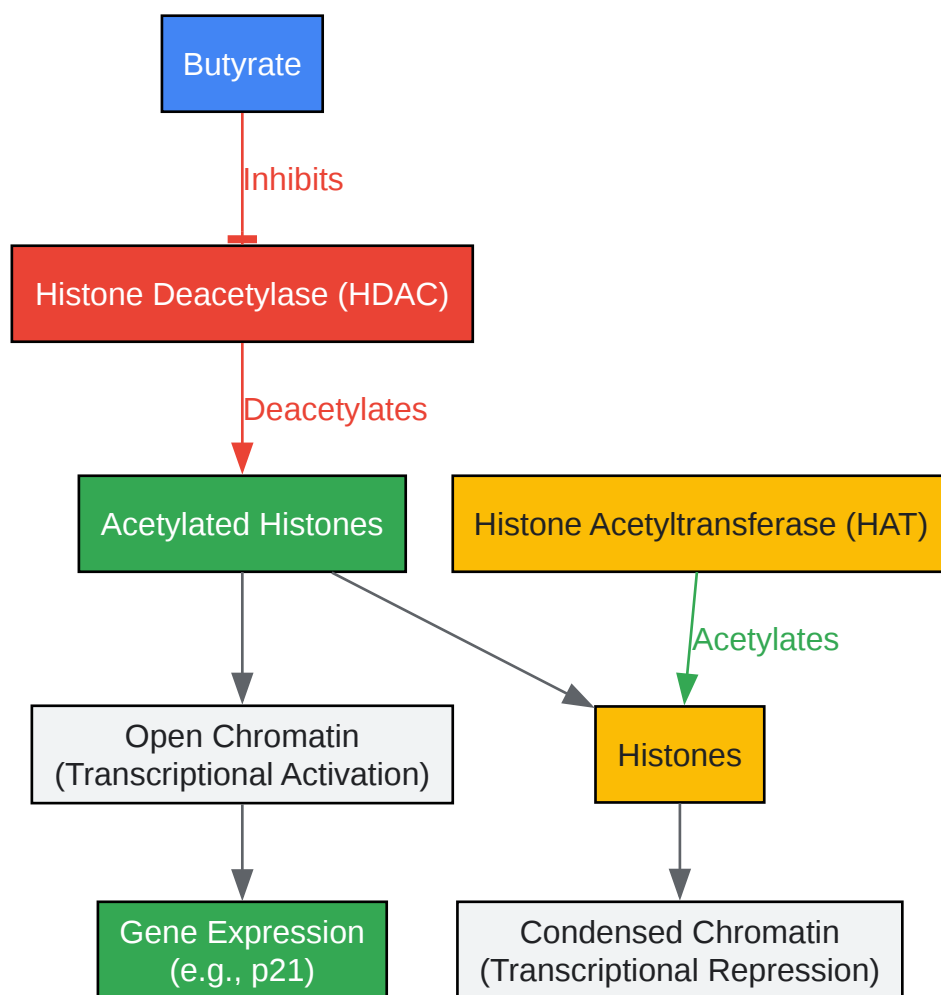 Butyrate
Inhibits
Histone Deacetylase (HDAC)
Deacetylates
Acetylated Histones
Histone Acetyltransferase (HAT)
Acetylates
Open Chromatin
(Transcriptional Activation)
Histones
Gene Expression
(e.g., p21)
Condensed Chromatin
(Transcriptional Repression)